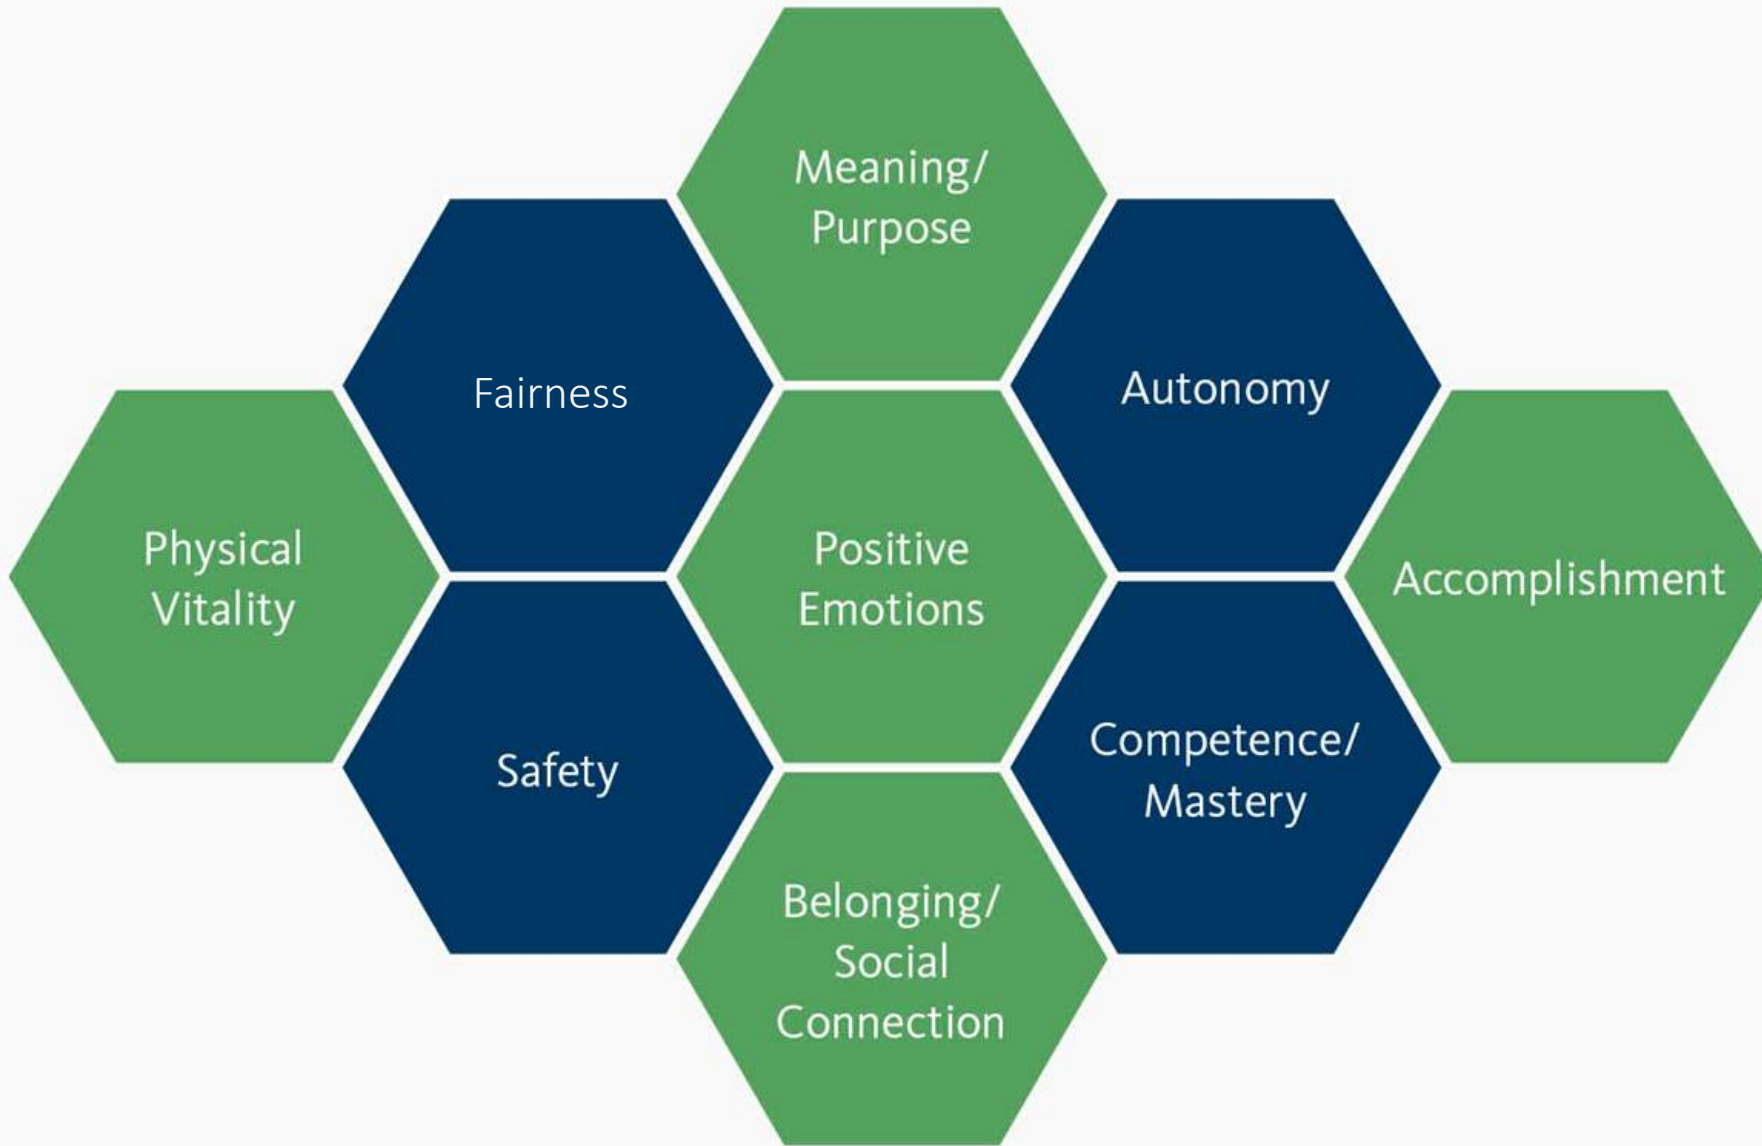 Meaning/
Purpose
Fairness
Autonomy
Physical
Vitality
Positive
Emotions
Accomplishment
Safety
Competence/
Mastery
Belonging/
Social
Connection